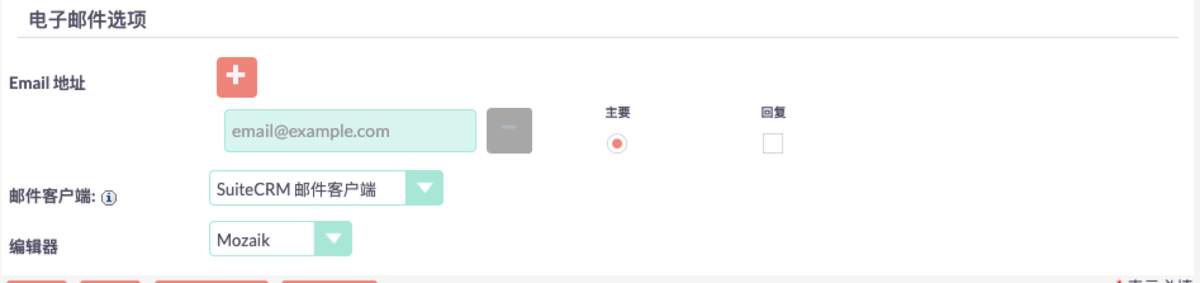 电子邮件选项
Email 地址
主要
回复
email@example.com
邮件客户端:
SuiteCRM 邮件客户端
编辑器
Mozaik